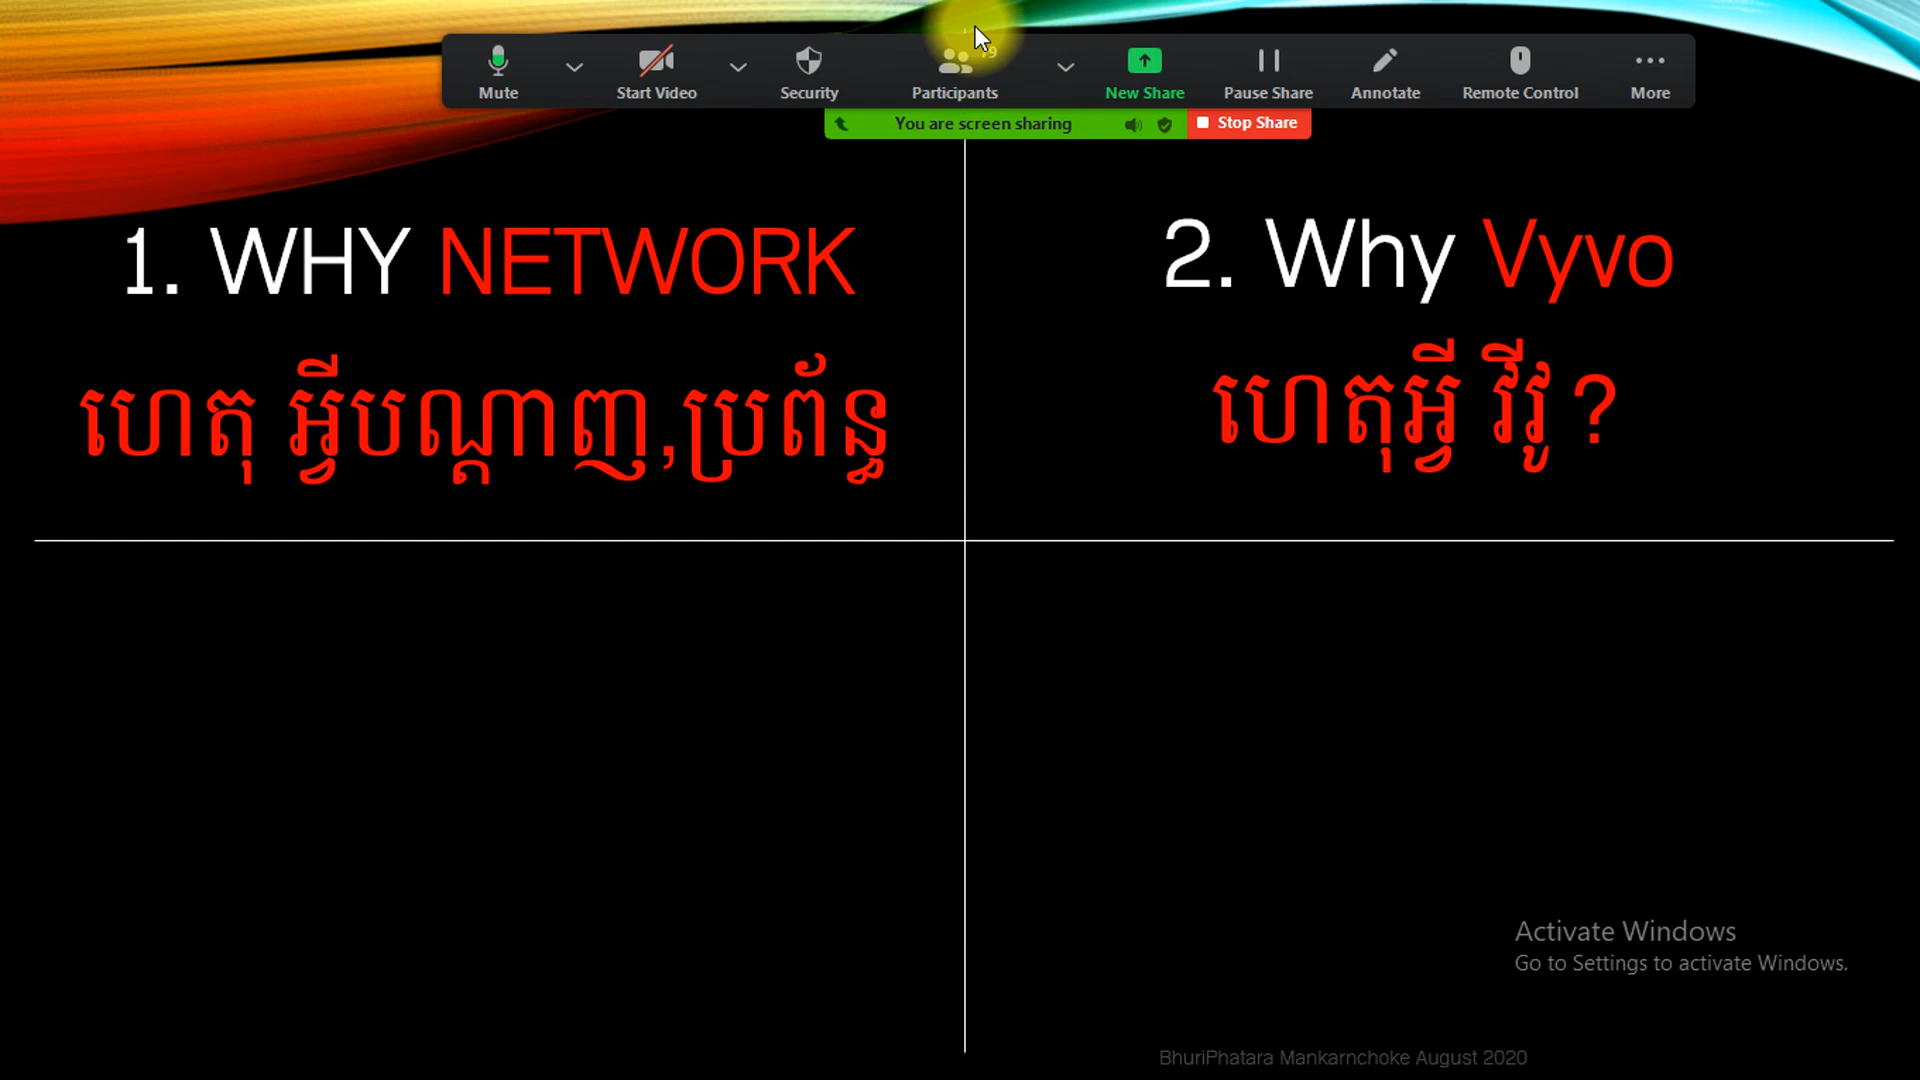 Mute
Start Video
Security
Participants
New Share
Pause Share
Annotate
Remote Control
More
You are screen sharing
Stop Share
1. WHY NETWORK
ហេតុ អ្វីបណ្ដាញ,ប្រព័ន្ធ
2. Why Vyvo
ហេតុអ្វី វីវូ ?
Activate Windows
Go to Settings to activate Windows.
BhuriPhatara Mankarnchoke August 2020